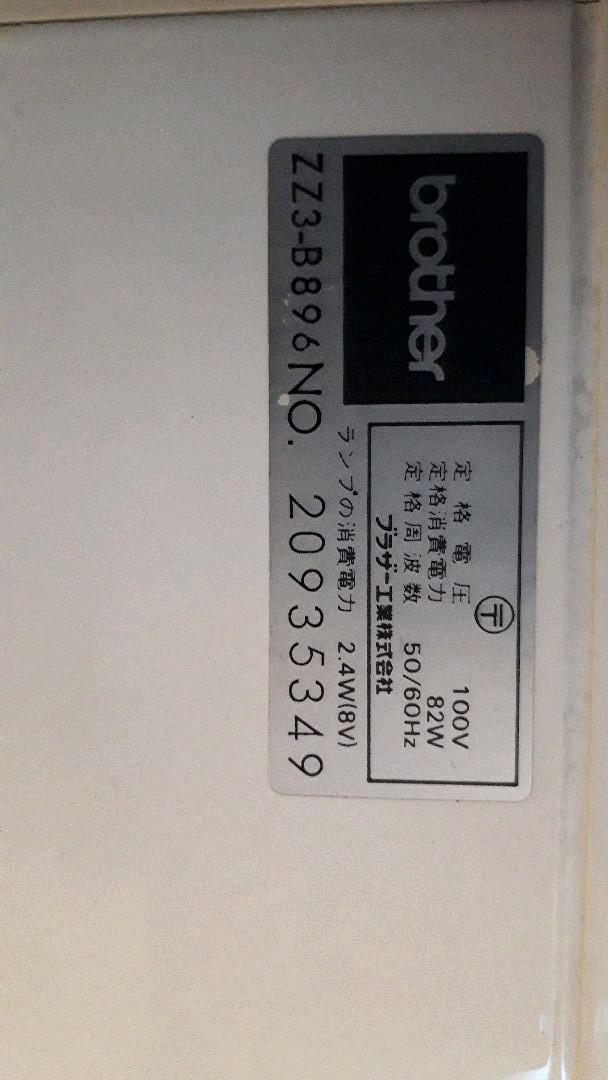 brother
〒
定格電圧 100V
定格消費電力 82W
定格周波数 50/60Hz
ブラザー工業株式会社
ランプの消費電力 2.4W(8V)
ZZ3-B896 NO. 20935349